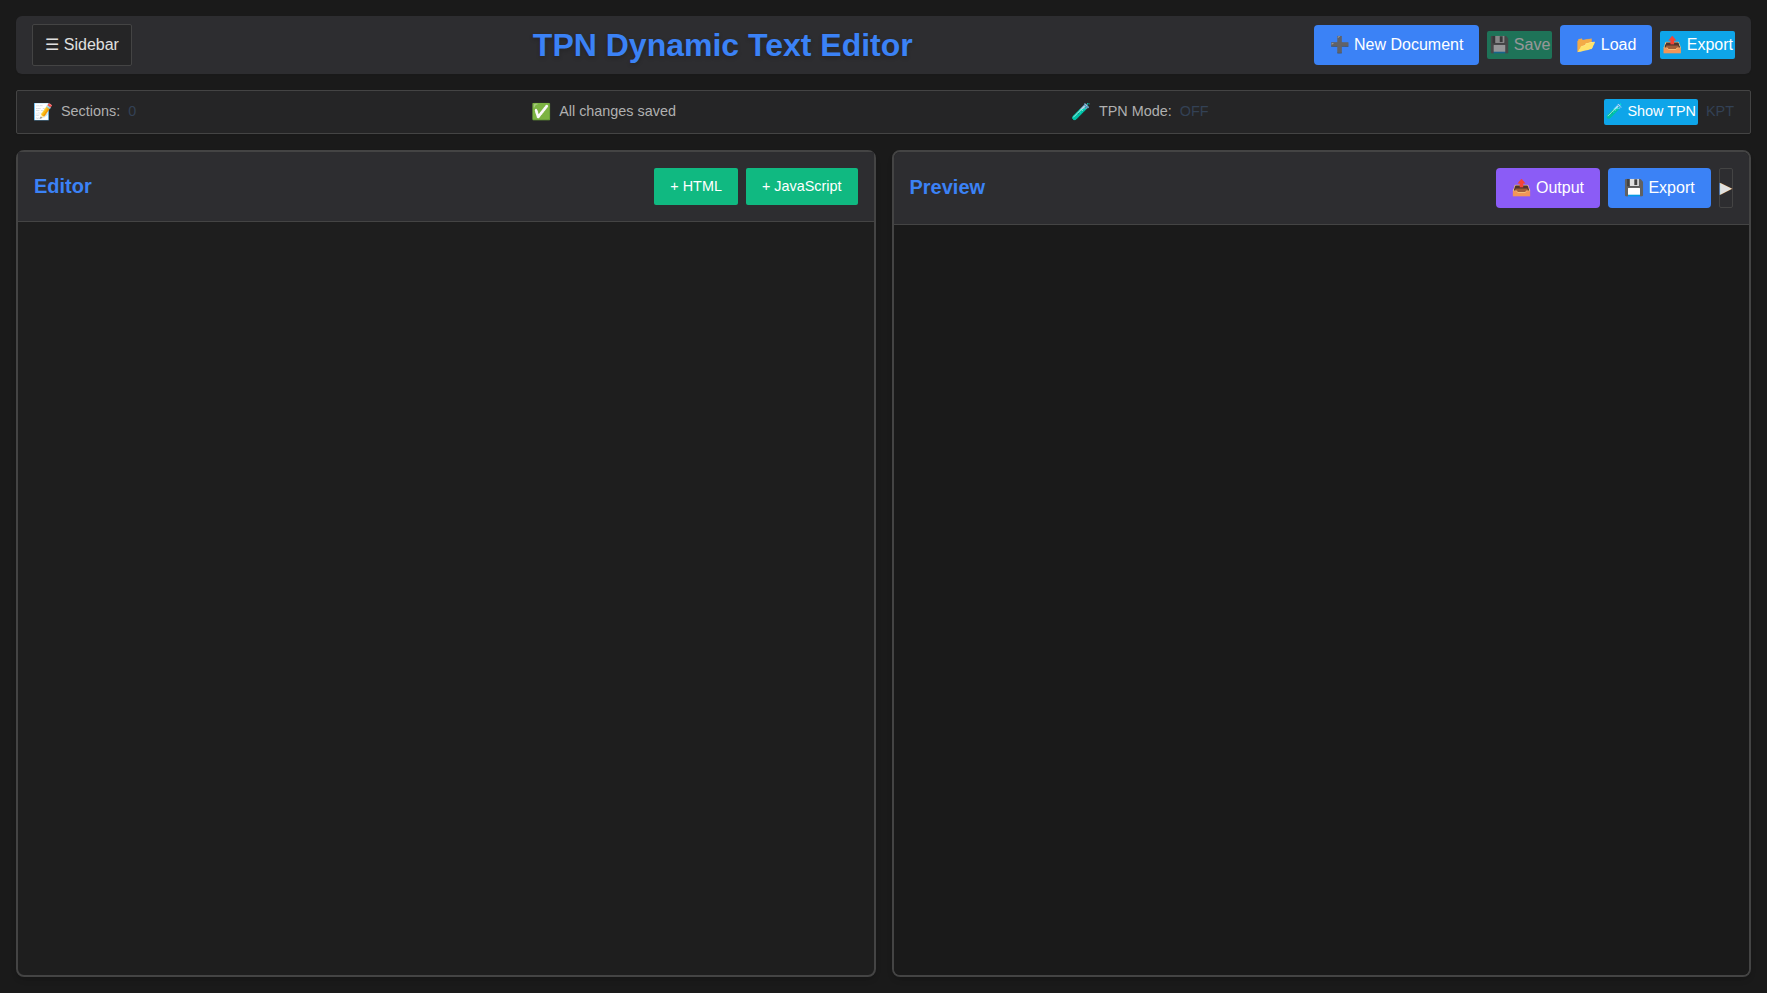 ☰ Sidebar
TPN Dynamic Text Editor
➕ New Document
💾 Save
📂 Load
📤 Export
📝 Sections: 0
✅ All changes saved
🧪 TPN Mode: OFF
🧪 Show TPN
KPT
Editor
+ HTML
+ JavaScript
Preview
📤 Output
💾 Export
▶